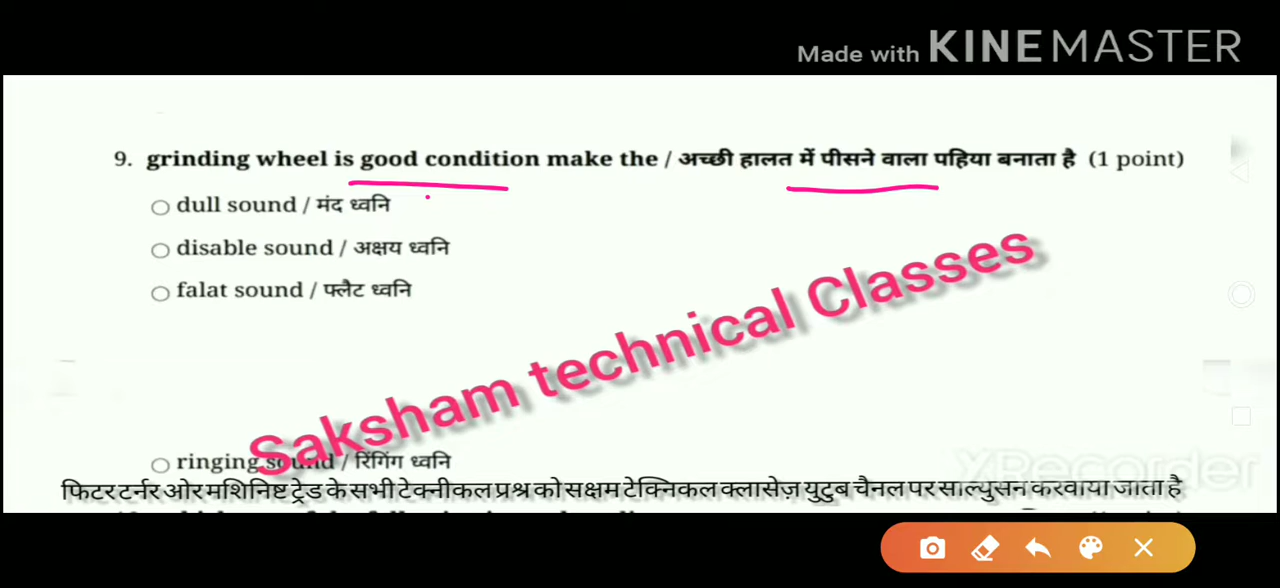 Made with KINEMASTER
9. grinding wheel is good condition make the / अच्छी हालत में पीसने वाला पहिया बनाता है (1 point)
dull sound / मंद ध्वनि
disable sound / अक्षय ध्वनि
falat sound / फ्लैट ध्वनि
Saksham technical Classes
ringing sound / रिंगिंग ध्वनि
XRecorder
फिटर टर्नर ओर मशिनिष्ट ट्रेड के सभी टेक्नीकल प्रश्न को सक्षम टेक्निकल क्लासेज़ युटुब चैनल पर साल्युसन करवाया जाता है